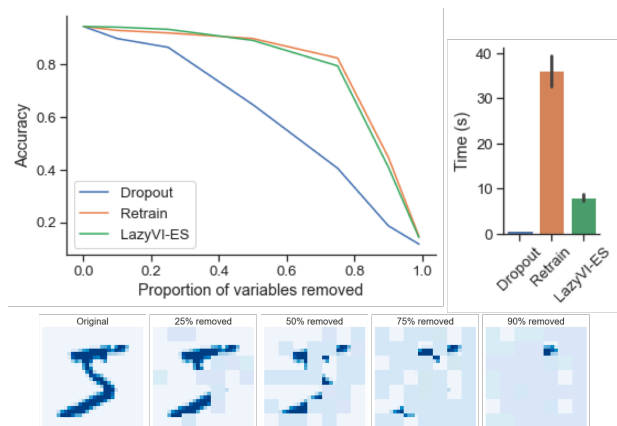 Accuracy
0.8
0.6
0.4
0.2
Dropout
Retrain
LazyVI-ES
0.0 0.2 0.4 0.6 0.8 1.0
Proportion of variables removed
Time (s)
40
30
20
10
0
Dropout
Retrain
LazyVI-ES
Original 25% removed 50% removed 75% removed 90% removed